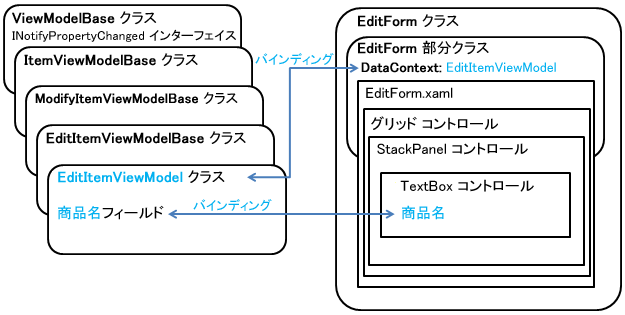 ViewModelBase クラス
INotifyPropertyChanged インターフェイス
ItemViewModelBase クラス
ModifyItemViewModelBase クラス
EditItemViewModelBase クラス
EditItemViewModel クラス
商品名フィールド
バインディング
バインディング
EditForm クラス
EditForm 部分クラス
DataContext: EditItemViewModel
EditForm.xaml
グリッド コントロール
StackPanel コントロール
TextBox コントロール
商品名